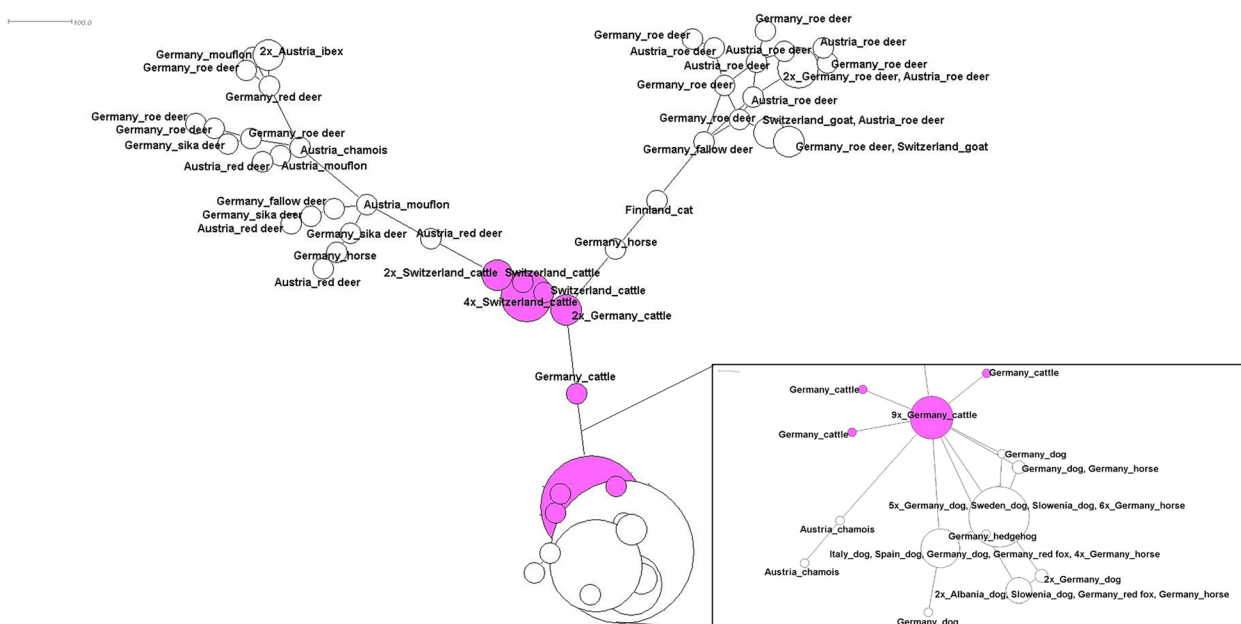 100.0
Germany_mouflon
2x_Austria_ibex
Germany_roe deer
Germany_red deer
Germany_roe deer
Germany_roe deer
Germany_roe deer
Germany_sika deer
Austria_chamois
Austria_red deer
Austria_mouflon
Germany_fallow deer
Austria_mouflon
Germany_sika deer
Austria_red deer
Germany_sika deer
Austria_red deer
Germany_horse
Austria_red deer
Germany_roe deer
Germany_roe deer
Austria_roe deer
Austria_roe deer
Austria_roe deer
Austria_roe deer
Germany_roe deer
2x_Germany_roe deer, Austria_roe deer
Germany_roe deer
Austria_roe deer
Germany_roe deer
Switzerland_goat, Austria_roe deer
Germany_fallow deer
Germany_roe deer, Switzerland_goat
Finnland_cat
Germany_horse
2x_Switzerland_cattle
Switzerland_cattle
Switzerland_cattle
4x_Switzerland_cattle
2x_Germany_cattle
Germany_cattle
Germany_cattle
Germany_cattle
9x_Germany_cattle
Germany_cattle
Germany_dog
Germany_dog, Germany_horse
5x_Germany_dog, Sweden_dog, Slowenia_dog, 6x_Germany_horse
Austria_chamois
Germany_hedgehog
Italy_dog, Spain_dog, Germany_dog, Germany_red fox, 4x_Germany_horse
Austria_chamois
2x_Germany_dog
2x_Albania_dog, Slowenia_dog, Germany_red fox, Germany_horse
Germany_dog